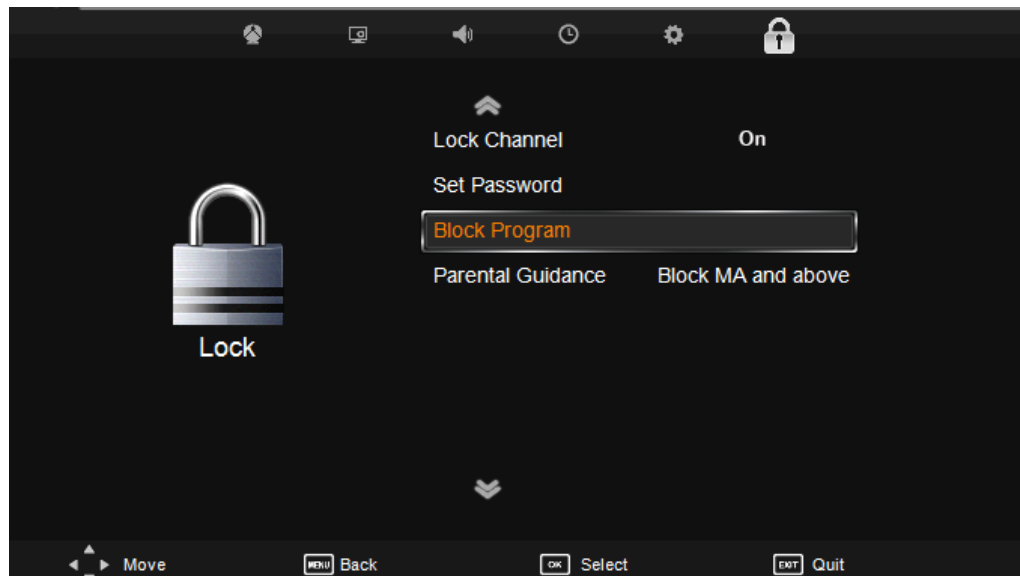 Lock Channel On
Set Password
Block Program
Parental Guidance Block MA and above
Lock
Move MENU Back OK Select EXIT Quit